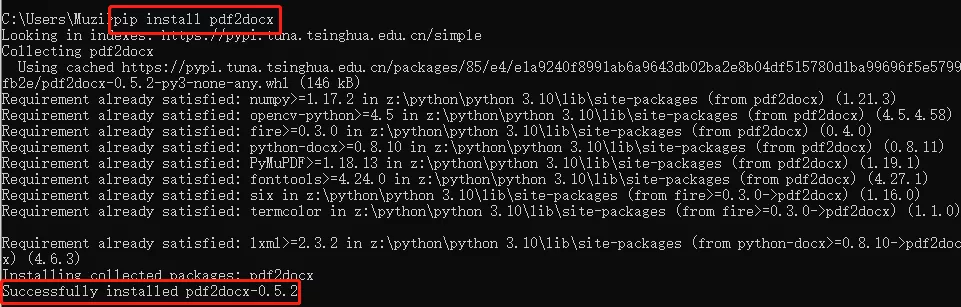 C:\Users\Muzi>pip install pdf2docx
Looking in indexes: https://pypi.tuna.tsinghua.edu.cn/simple
Collecting pdf2docx
Using cached https://pypi.tuna.tsinghua.edu.cn/packages/85/e4/e1a9240f8991ab6a9643db02ba2e8b04df515780d1ba99696f5e5799
fb2e/pdf2docx-0.5.2-py3-none-any.whl (146 kB)
Requirement already satisfied: numpy>=1.17.2 in z:\python\python 3.10\lib\site-packages (from pdf2docx) (1.21.3)
Requirement already satisfied: opencv-python>=4.5 in z:\python\python 3.10\lib\site-packages (from pdf2docx) (4.5.4.58)
Requirement already satisfied: fire>=0.3.0 in z:\python\python 3.10\lib\site-packages (from pdf2docx) (0.4.0)
Requirement already satisfied: python-docx>=0.8.10 in z:\python\python 3.10\lib\site-packages (from pdf2docx) (0.8.11)
Requirement already satisfied: PyMuPDF>=1.18.13 in z:\python\python 3.10\lib\site-packages (from pdf2docx) (1.19.1)
Requirement already satisfied: fonttools>=4.24.0 in z:\python\python 3.10\lib\site-packages (from pdf2docx) (4.27.1)
Requirement already satisfied: six in z:\python\python 3.10\lib\site-packages (from fire>=0.3.0->pdf2docx) (1.16.0)
Requirement already satisfied: termcolor in z:\python\python 3.10\lib\site-packages (from fire>=0.3.0->pdf2docx) (1.1.0)
Requirement already satisfied: lxml>=2.3.2 in z:\python\python 3.10\lib\site-packages (from python-docx>=0.8.10->pdf2doc
x) (4.6.3)
Installing collected packages: pdf2docx
Successfully installed pdf2docx-0.5.2